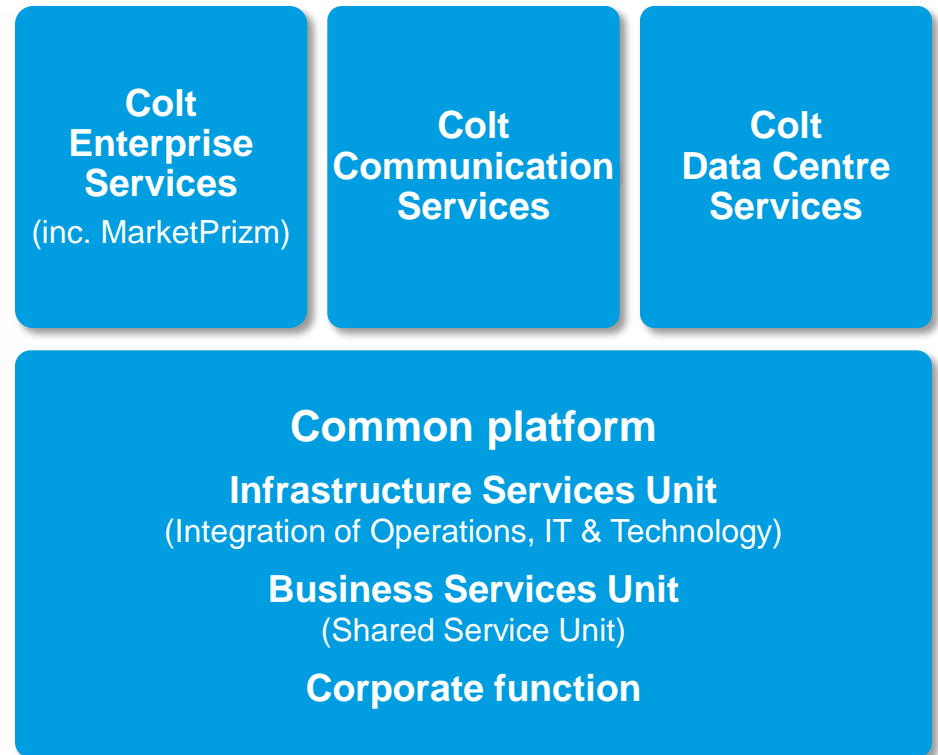 Colt
Enterprise
Services
(inc. MarketPrizm)
Colt
Communication
Services
Colt
Data Centre
Services
Common platform
Infrastructure Services Unit
(Integration of Operations, IT & Technology)
Business Services Unit
(Shared Service Unit)
Corporate function